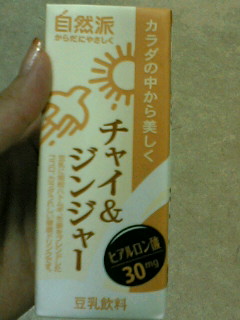 自然派
からだにやさしく
カラダの中から美しく
チャイ&
ジンジャー
ヒアルロン酸
30mg
豆乳飲料